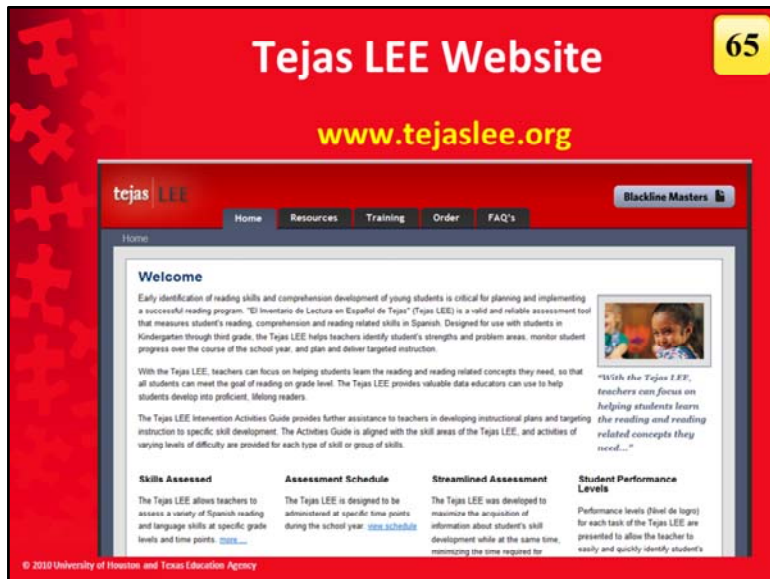 Tejas LEE Website
65
www.tejaslee.org
tejas LEE
Blackline Masters
Home Resources Training Order FAQ's
Home
Welcome
Early identification of reading skills and comprehension development of young students is critical for planning and implementing
a successful reading program. "El Inventario de Lectura en Español de Tejas" (Tejas LEE) is a valid and reliable assessment tool
that measures student's reading, comprehension and reading related skills in Spanish. Designed for use with students in
Kindergarten through third grade, the Tejas LEE helps teachers identify student's strengths and problem areas, monitor student
progress over the course of the school year, and plan and deliver targeted instruction.
With the Tejas LEE, teachers can focus on helping students learn the reading and reading related concepts they need, so that
all students can meet the goal of reading on grade level. The Tejas LEE provides valuable data educators can use to help
students develop into proficient, lifelong readers.
The Tejas LEE Intervention Activities Guide provides further assistance to teachers in developing instructional plans and targeting
instruction to specific skill development. The Activities Guide is aligned with the skill areas of the Tejas LEE, and activities of
varying levels of difficulty are provided for each type of skill or group of skills.
"With the Tejas LEE,
teachers can focus on
helping students learn
the reading and reading
related concepts they
need..."
Skills Assessed
The Tejas LEE allows teachers to
assess a variety of Spanish reading
and language skills at specific grade
levels and time points. more ...
Assessment Schedule
The Tejas LEE is designed to be
administered at specific time points
during the school year. view schedule
Streamlined Assessment
The Tejas LEE was developed to
maximize the acquisition of
information about student's skill
development while at the same time,
minimizing the time required for
Student Performance
Levels
Performance levels (Nivel de logro)
for each task of the Tejas LEE are
presented to allow the teacher to
easily and quickly identify student's
© 2010 University of Houston and Texas Education Agency